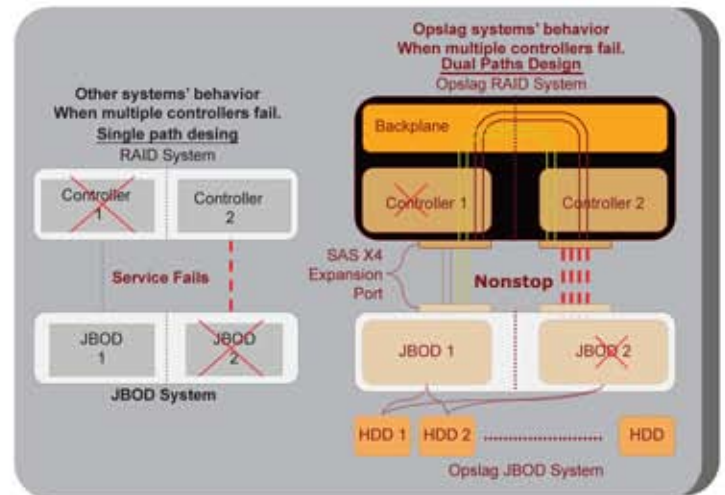 Other systems' behavior
When multiple controllers fail.
Single path desing
RAID System
Controller
1
Controller
2
Service Fails
JBOD
1
JBOD
2
JBOD System
Opslag systems' behavior
When multiple controllers fail.
Dual Paths Design
Opslag RAID System
Backplane
Controller 1
Controller 2
SAS X4
Expansion
Port
Nonstop
JBOD 1
JBOD 2
HDD 1
HDD 2
HDD
Opslag JBOD System